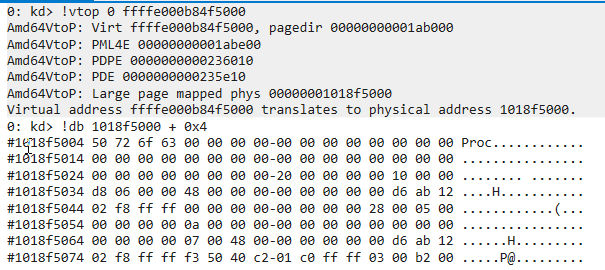 0: kd> !vtop 0 ffffe000b84f5000
Amd64VtoP: Virt ffffe000b84f5000, pagedir 00000000001ab000
Amd64VtoP: PML4E 00000000001abe00
Amd64VtoP: PDPE 0000000000236010
Amd64VtoP: PDE 0000000000235e10
Amd64VtoP: Large page mapped phys 00000001018f5000
Virtual address ffffe000b84f5000 translates to physical address 1018f5000.
0: kd> !db 1018f5000 + 0x4
#1018f5004 50 72 6f 63 00 00 00 00-00 00 00 00 00 00 00 00 Proc............
#1018f5014 00 00 00 00 00 00 00 00-00 00 00 00 00 00 00 00 ................
#1018f5024 00 00 00 00 00 00 00 00-20 00 00 00 00 10 00 00 ........ .......
#1018f5034 d8 06 00 00 48 00 00 00-00 00 00 00 00 d6 ab 12 ....H...........
#1018f5044 02 f8 ff ff 00 00 00 00-00 00 00 00 28 00 05 00 ............(...
#1018f5054 00 00 00 00 0a 00 00 00-00 00 00 00 00 00 00 00 ................
#1018f5064 00 00 00 00 07 00 48 00-00 00 00 00 00 d6 ab 12 ......H.........
#1018f5074 02 f8 ff ff f3 50 40 c2-01 c0 ff ff 03 00 b2 00 .....P@.........